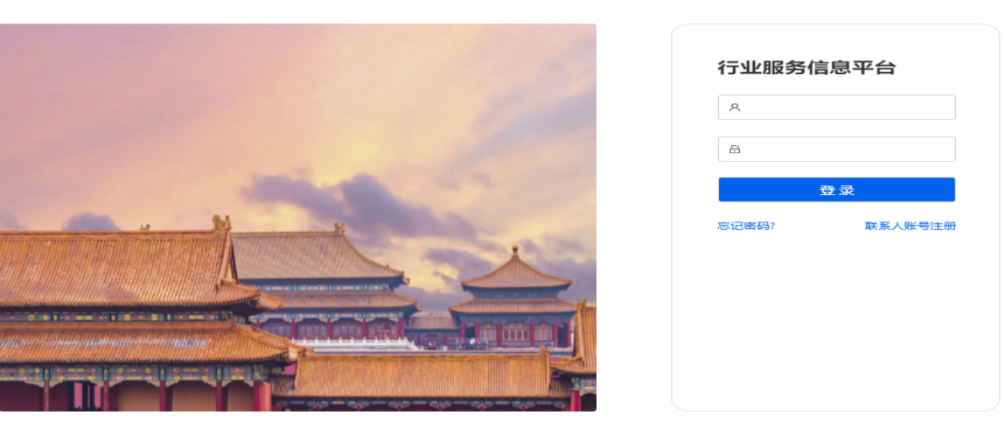 行业服务信息平台
登 录
忘记密码?
联系人账号注册